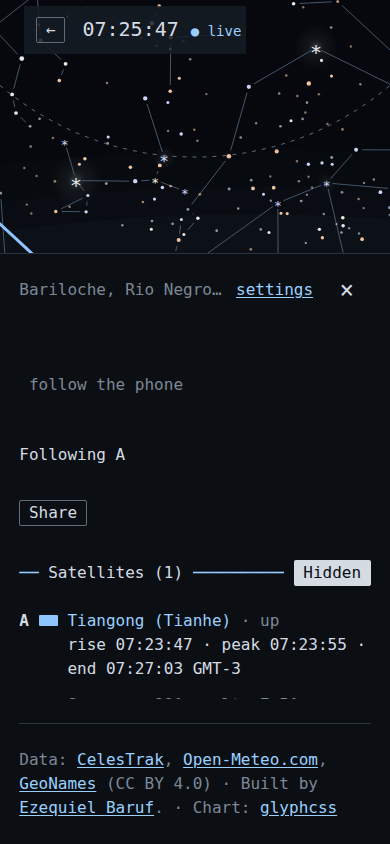 ← 07:25:47 ● live
Bariloche, Rio Negro… settings ×
follow the phone
Following A
Share
Satellites (1) Hidden
A Tiangong (Tianhe) · up
rise 07:23:47 · peak 07:23:55 ·
end 07:27:03 GMT-3
Data: CelesTrak, Open-Meteo.com,
GeoNames (CC BY 4.0) · Built by
Ezequiel Baruf. · Chart: glyphcss